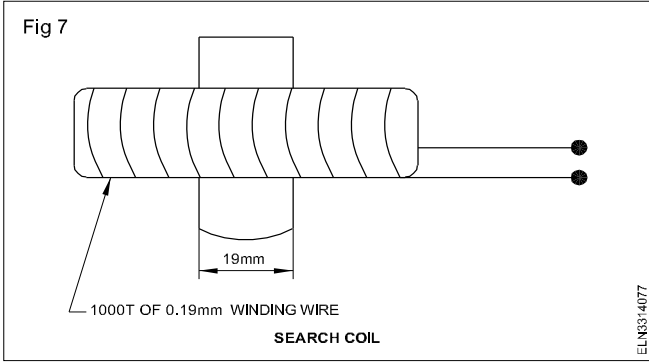 Fig 7
19mm
1000T OF 0.19mm WINDING WIRE
SEARCH COIL
ELN3314077